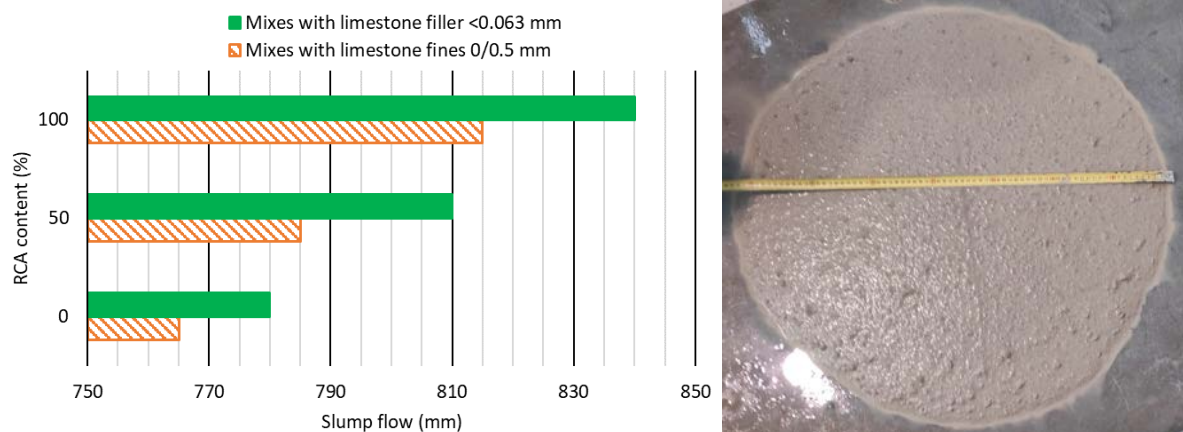 Mixes with limestone filler <0.063 mm
Mixes with limestone fines 0/0.5 mm
RCA content (%)
100
50
0
750 770 790 810 830 850
Slump flow (mm)